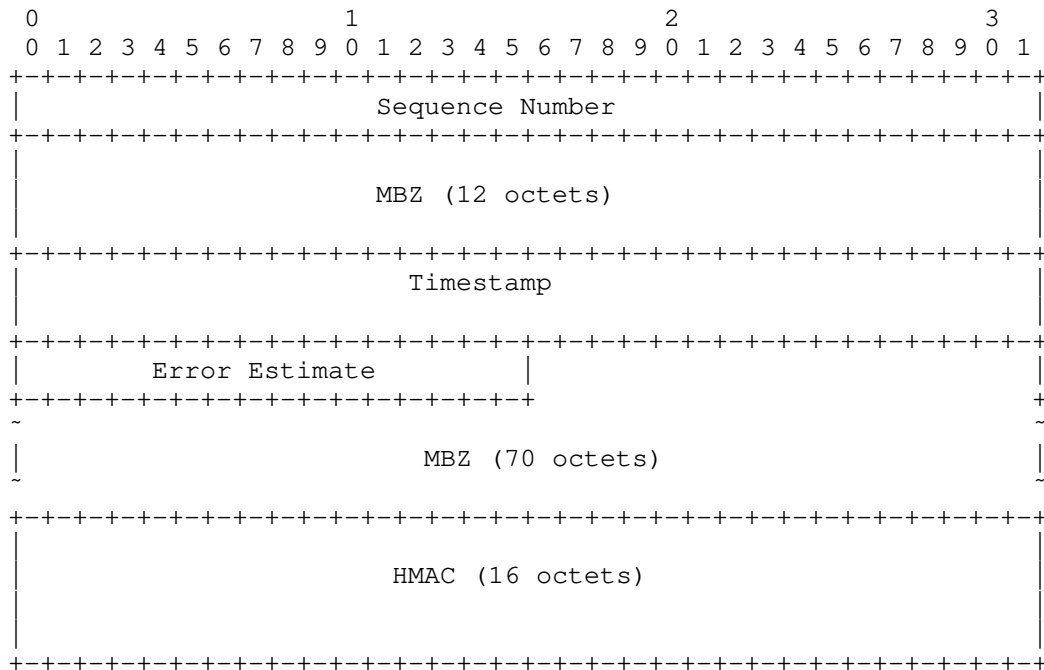 0                   1                   2                   3
 0 1 2 3 4 5 6 7 8 9 0 1 2 3 4 5 6 7 8 9 0 1 2 3 4 5 6 7 8 9 0 1
+-+-+-+-+-+-+-+-+-+-+-+-+-+-+-+-+-+-+-+-+-+-+-+-+-+-+-+-+-+-+-+-+
|                      Sequence Number                          |
+-+-+-+-+-+-+-+-+-+-+-+-+-+-+-+-+-+-+-+-+-+-+-+-+-+-+-+-+-+-+-+-+
|                                                               |
|                      MBZ (12 octets)                          |
|                                                               |
+-+-+-+-+-+-+-+-+-+-+-+-+-+-+-+-+-+-+-+-+-+-+-+-+-+-+-+-+-+-+-+-+
|                        Timestamp                              |
|                                                               |
+-+-+-+-+-+-+-+-+-+-+-+-+-+-+-+-+-+-+-+-+-+-+-+-+-+-+-+-+-+-+-+-+
|        Error Estimate         |                               |
+-+-+-+-+-+-+-+-+-+-+-+-+-+-+-+-+                               +
~                                                               ~
|                         MBZ (70 octets)                       |
~                                                               ~
+-+-+-+-+-+-+-+-+-+-+-+-+-+-+-+-+-+-+-+-+-+-+-+-+-+-+-+-+-+-+-+-+
|                                                               |
|                       HMAC (16 octets)                        |
|                                                               |
|                                                               |
+-+-+-+-+-+-+-+-+-+-+-+-+-+-+-+-+-+-+-+-+-+-+-+-+-+-+-+-+-+-+-+-+